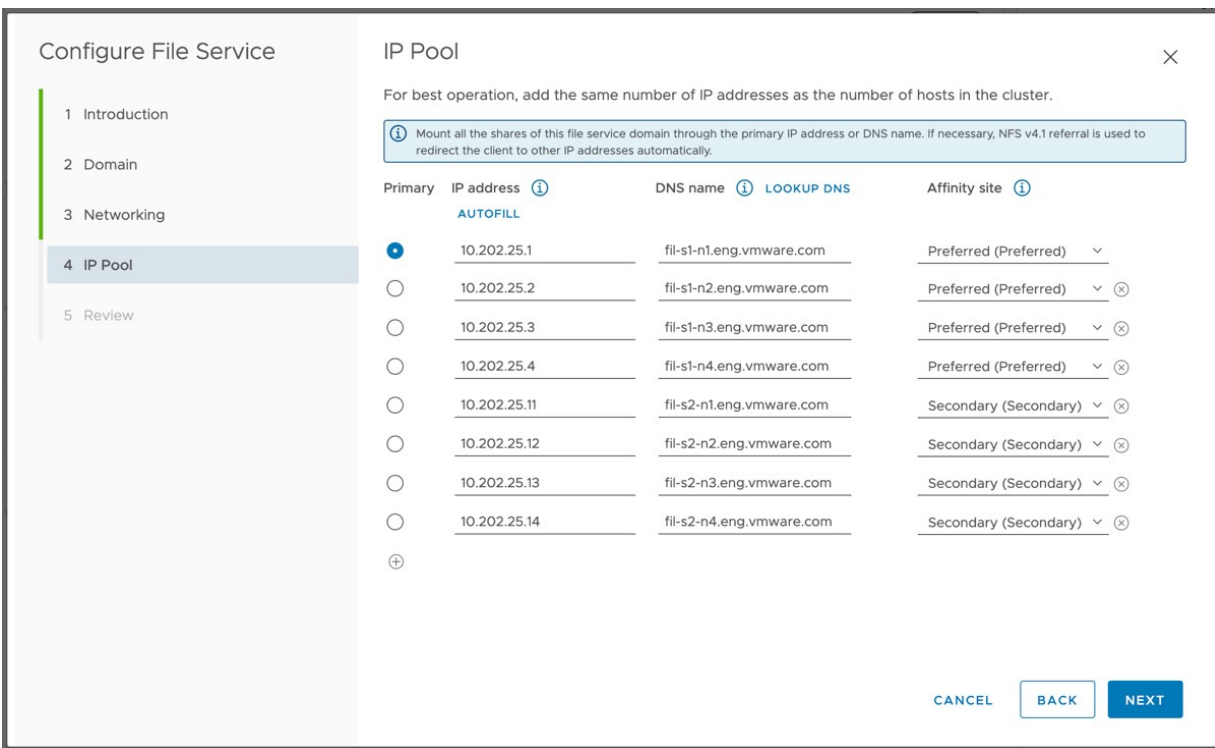 Configure File Service
1 Introduction
2 Domain
3 Networking
4 IP Pool
5 Review
IP Pool
For best operation, add the same number of IP addresses as the number of hosts in the cluster.
Mount all the shares of this file service domain through the primary IP address or DNS name. If necessary, NFS v4.1 referral is used to
redirect the client to other IP addresses automatically.
Primary IP address DNS name LOOKUP DNS Affinity site
AUTOFILL
10.202.25.1 fil-s1-n1.eng.vmware.com Preferred (Preferred)
10.202.25.2 fil-s1-n2.eng.vmware.com Preferred (Preferred)
10.202.25.3 fil-s1-n3.eng.vmware.com Preferred (Preferred)
10.202.25.4 fil-s1-n4.eng.vmware.com Preferred (Preferred)
10.202.25.11 fil-s2-n1.eng.vmware.com Secondary (Secondary)
10.202.25.12 fil-s2-n2.eng.vmware.com Secondary (Secondary)
10.202.25.13 fil-s2-n3.eng.vmware.com Secondary (Secondary)
10.202.25.14 fil-s2-n4.eng.vmware.com Secondary (Secondary)
CANCEL BACK NEXT